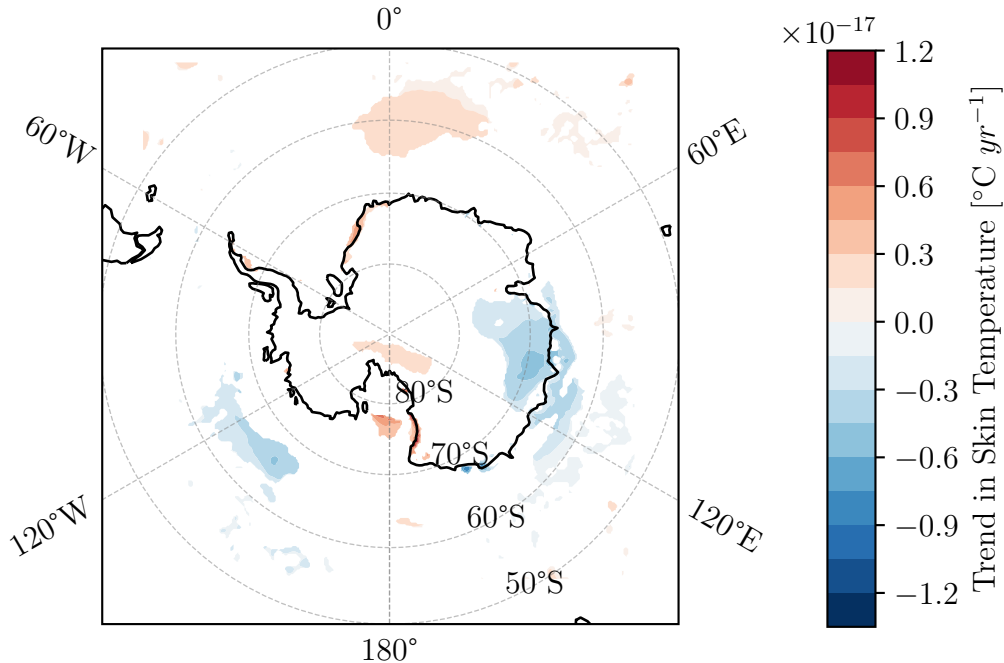 0°
×10⁻¹⁷
60°W
60°E
80°S
70°S
60°S
50°S
120°W
120°E
180°
1.2
0.9
0.6
0.3
0.0
−0.3
−0.6
−0.9
−1.2
Trend in Skin Temperature [°C yr⁻¹]